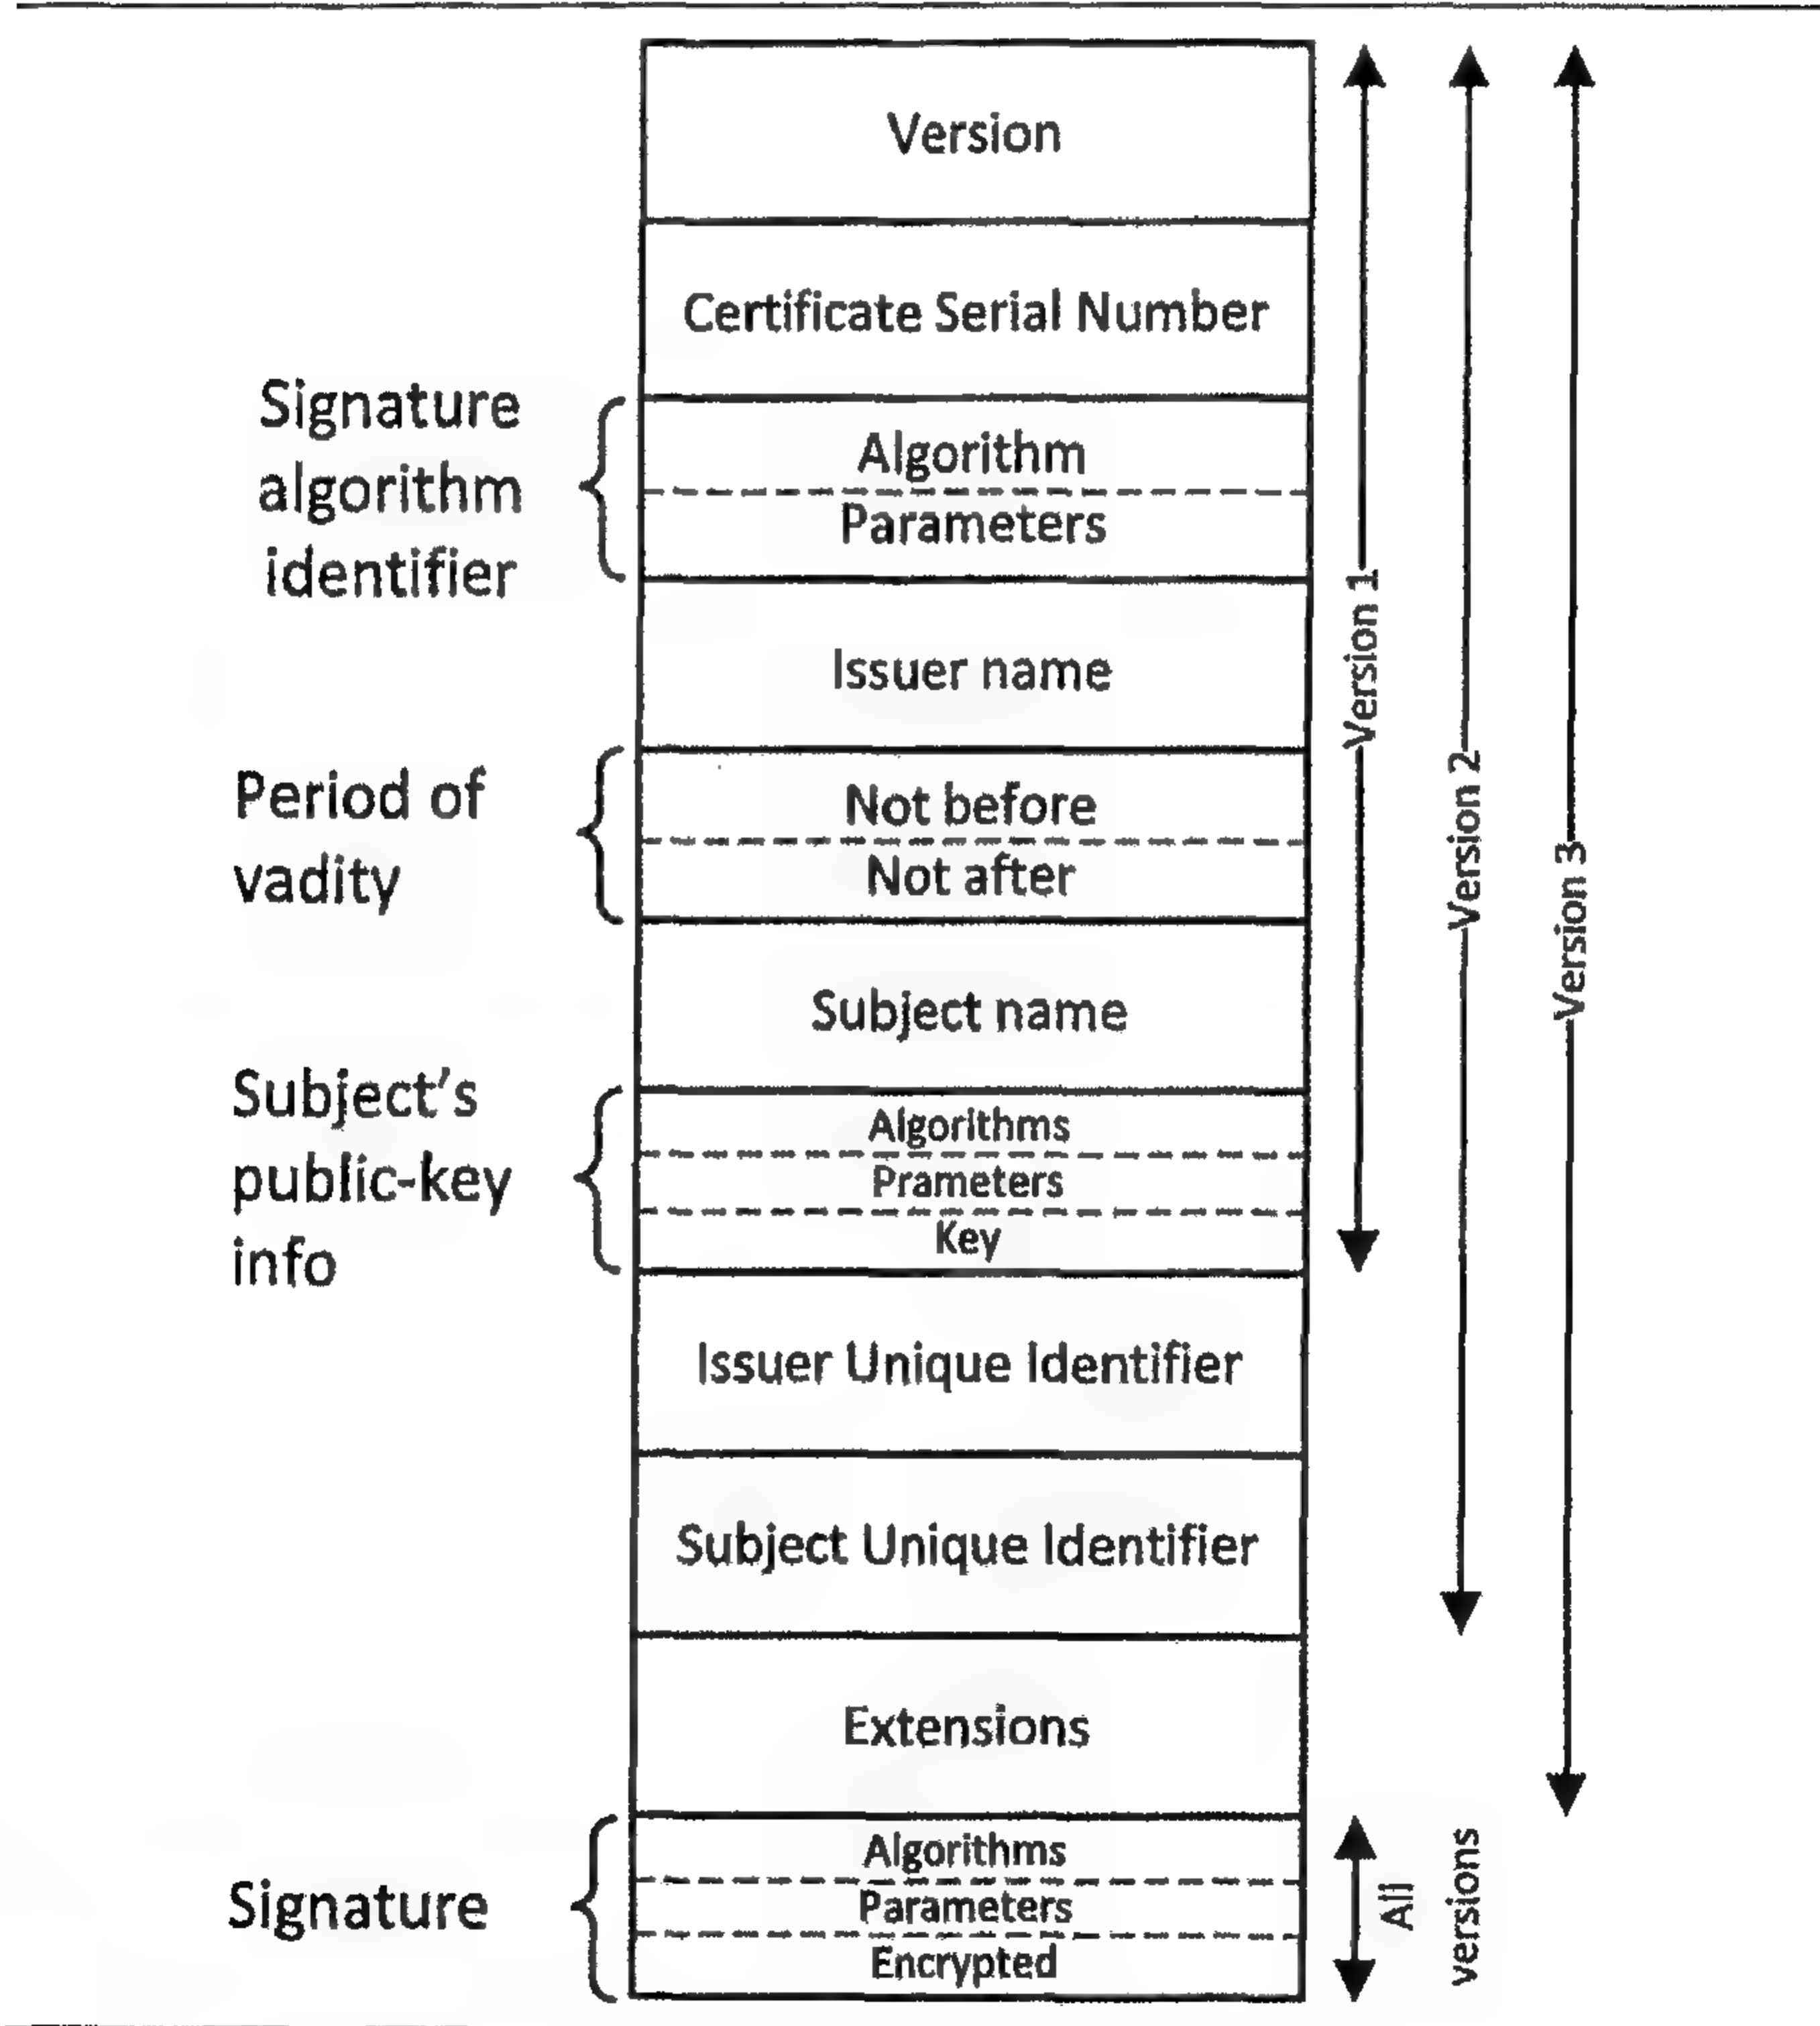 Version
Certificate Serial Number
Signature
algorithm
identifier
Algorithm
Parameters
Issuer name
Period of
vadity
Not before
Not after
Subject name
Subject's
public-key
info
Algorithms
Prameters
Key
Issuer Unique Identifier
Subject Unique Identifier
Extensions
Signature
Algorithms
Parameters
Encrypted
Version 1
Version 2
Version 3
All
versions